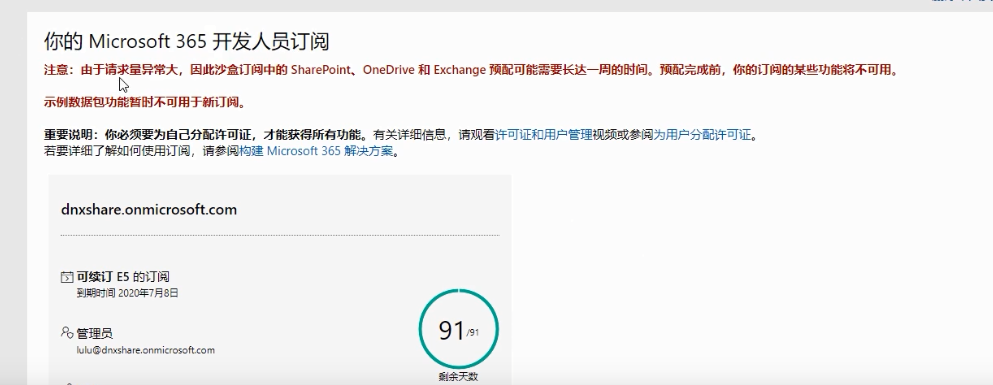 你的 Microsoft 365 开发人员订阅
注意：由于请求量异常大，因此沙盒订阅中的 SharePoint、OneDrive 和 Exchange 预配可能需要长达一周的时间。预配完成前，你的订阅的某些功能将不可用。
示例数据包功能暂时不可用于新订阅。
重要说明：你必须要为自己分配许可证，才能获得所有功能。有关详细信息，请观看许可证和用户管理视频或参阅为用户分配许可证。
若要详细了解如何使用订阅，请参阅构建 Microsoft 365 解决方案。
dnxshare.onmicrosoft.com
可续订 E5 的订阅
到期时间 2020年7月8日
91/91
管理员
lulu@dnxshare.onmicrosoft.com
剩余天数